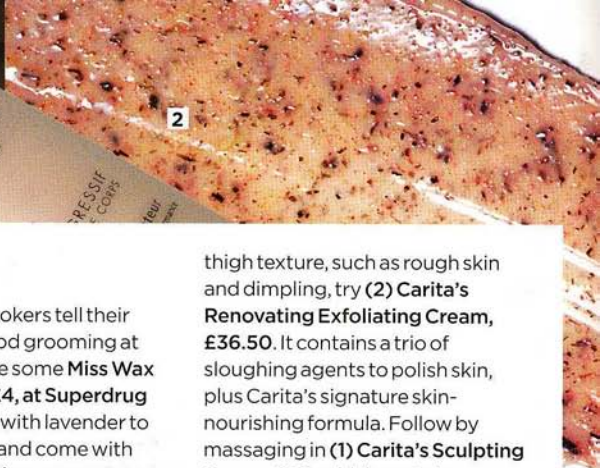 2
GRESSIF
CORPS
teur
okers tell their
od grooming at
e some Miss Wax
4, at Superdrug
with lavender to
and come with
thigh texture, such as rough skin
and dimpling, try (2) Carita's
Renovating Exfoliating Cream,
£36.50. It contains a trio of
sloughing agents to polish skin,
plus Carita's signature skin-
nourishing formula. Follow by
massaging in (1) Carita's Sculpting